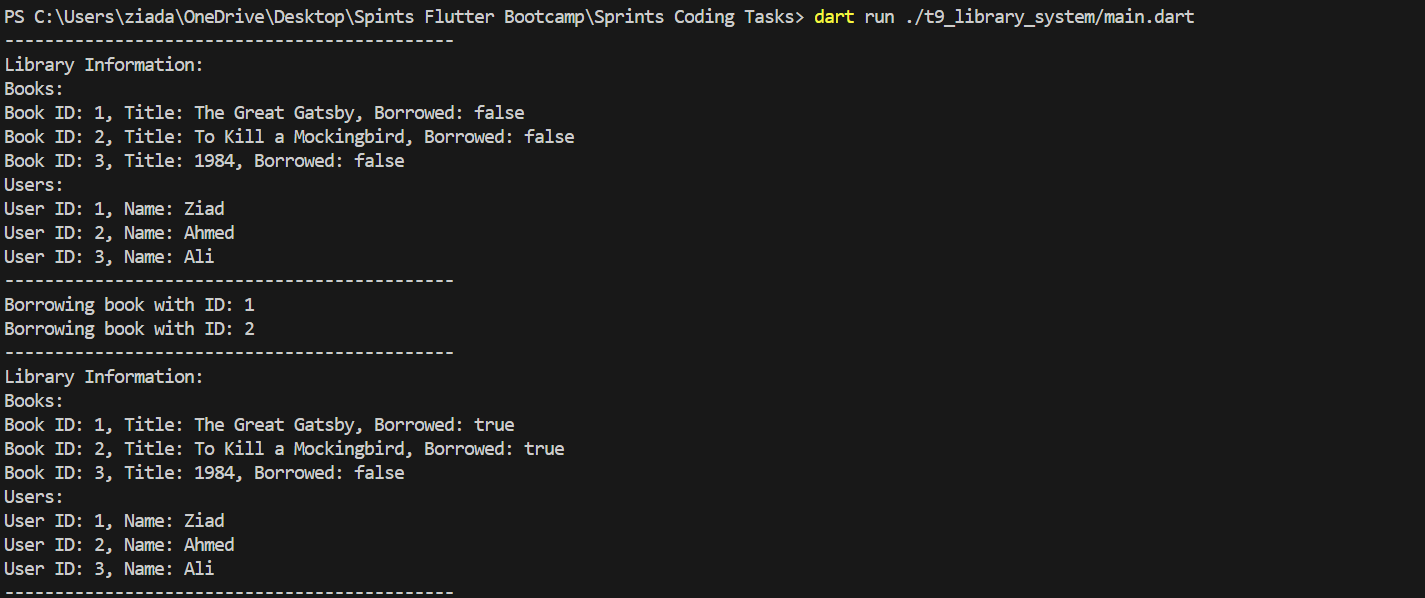 PS C:\Users\ziada\OneDrive\Desktop\Spints Flutter Bootcamp\Sprints Coding Tasks> dart run ./t9_library_system/main.dart
---------------------------------------------
Library Information:
Books:
Book ID: 1, Title: The Great Gatsby, Borrowed: false
Book ID: 2, Title: To Kill a Mockingbird, Borrowed: false
Book ID: 3, Title: 1984, Borrowed: false
Users:
User ID: 1, Name: Ziad
User ID: 2, Name: Ahmed
User ID: 3, Name: Ali
---------------------------------------------
Borrowing book with ID: 1
Borrowing book with ID: 2
---------------------------------------------
Library Information:
Books:
Book ID: 1, Title: The Great Gatsby, Borrowed: true
Book ID: 2, Title: To Kill a Mockingbird, Borrowed: true
Book ID: 3, Title: 1984, Borrowed: false
Users:
User ID: 1, Name: Ziad
User ID: 2, Name: Ahmed
User ID: 3, Name: Ali
---------------------------------------------